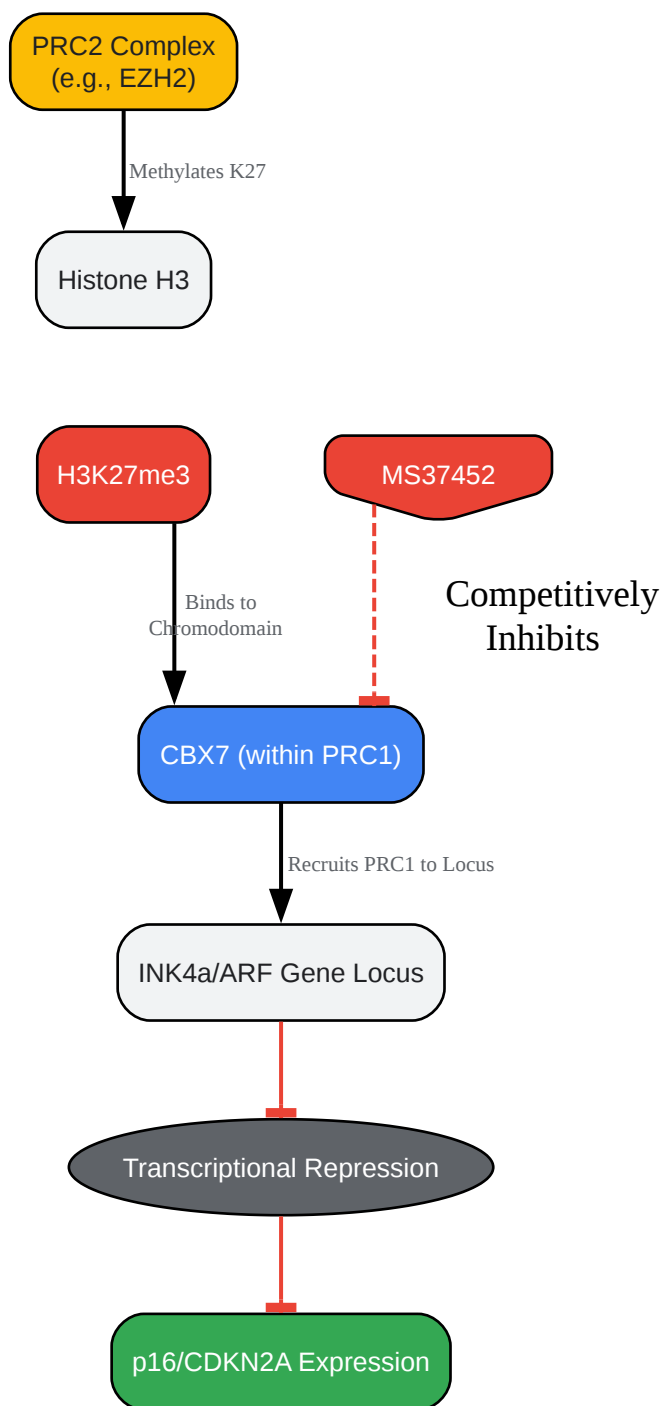 PRC2 Complex
(e.g., EZH2)
Methylates K27
Histone H3
H3K27me3
MS37452
Binds to
Chromodomain
Competitively
Inhibits
CBX7 (within PRC1)
Recruits PRC1 to Locus
INK4a/ARF Gene Locus
Transcriptional Repression
p16/CDKN2A Expression